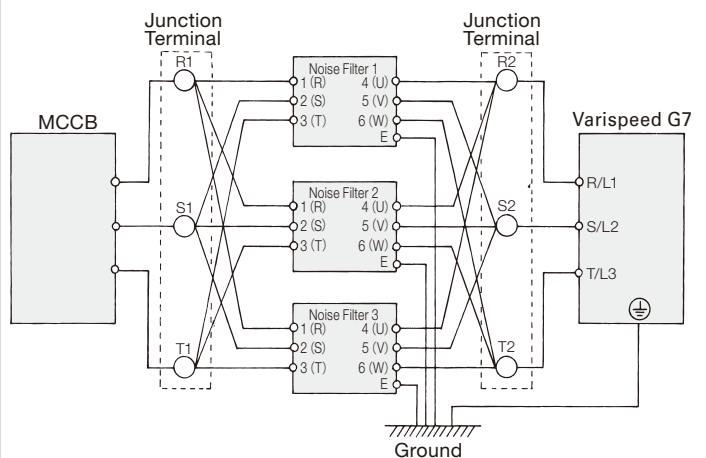 Junction
Terminal
Junction
Terminal
R1
R2
MCCB
Varispeed G7
Noise Filter 1
1 (R)
4 (U)
2 (S)
5 (V)
3 (T)
6 (W)
E
R/L1
S1
S2
S/L2
Noise Filter 2
1 (R)
4 (U)
2 (S)
5 (V)
3 (T)
6 (W)
E
T/L3
Noise Filter 3
1 (R)
4 (U)
2 (S)
5 (V)
3 (T)
6 (W)
E
T1
T2
Ground